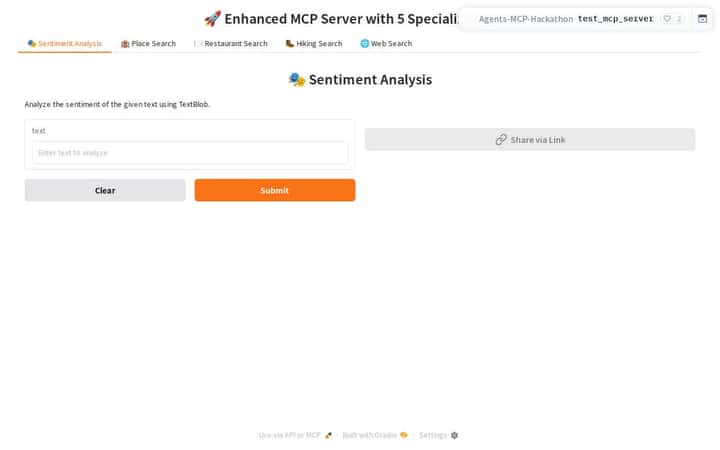 🚀 Enhanced MCP Server with 5 Speciali
Agents-MCP-Hackathon test_mcp_server 2
🎭 Sentiment Analysis 🏨 Place Search 🍽️ Restaurant Search 🥾 Hiking Search 🌐 Web Search
🎭 Sentiment Analysis
Analyze the sentiment of the given text using TextBlob.
text
Enter text to analyze
Share via Link
Clear Submit
Use via API or MCP 🚀 · Built with Gradio 🎨 · Settings ⚙️